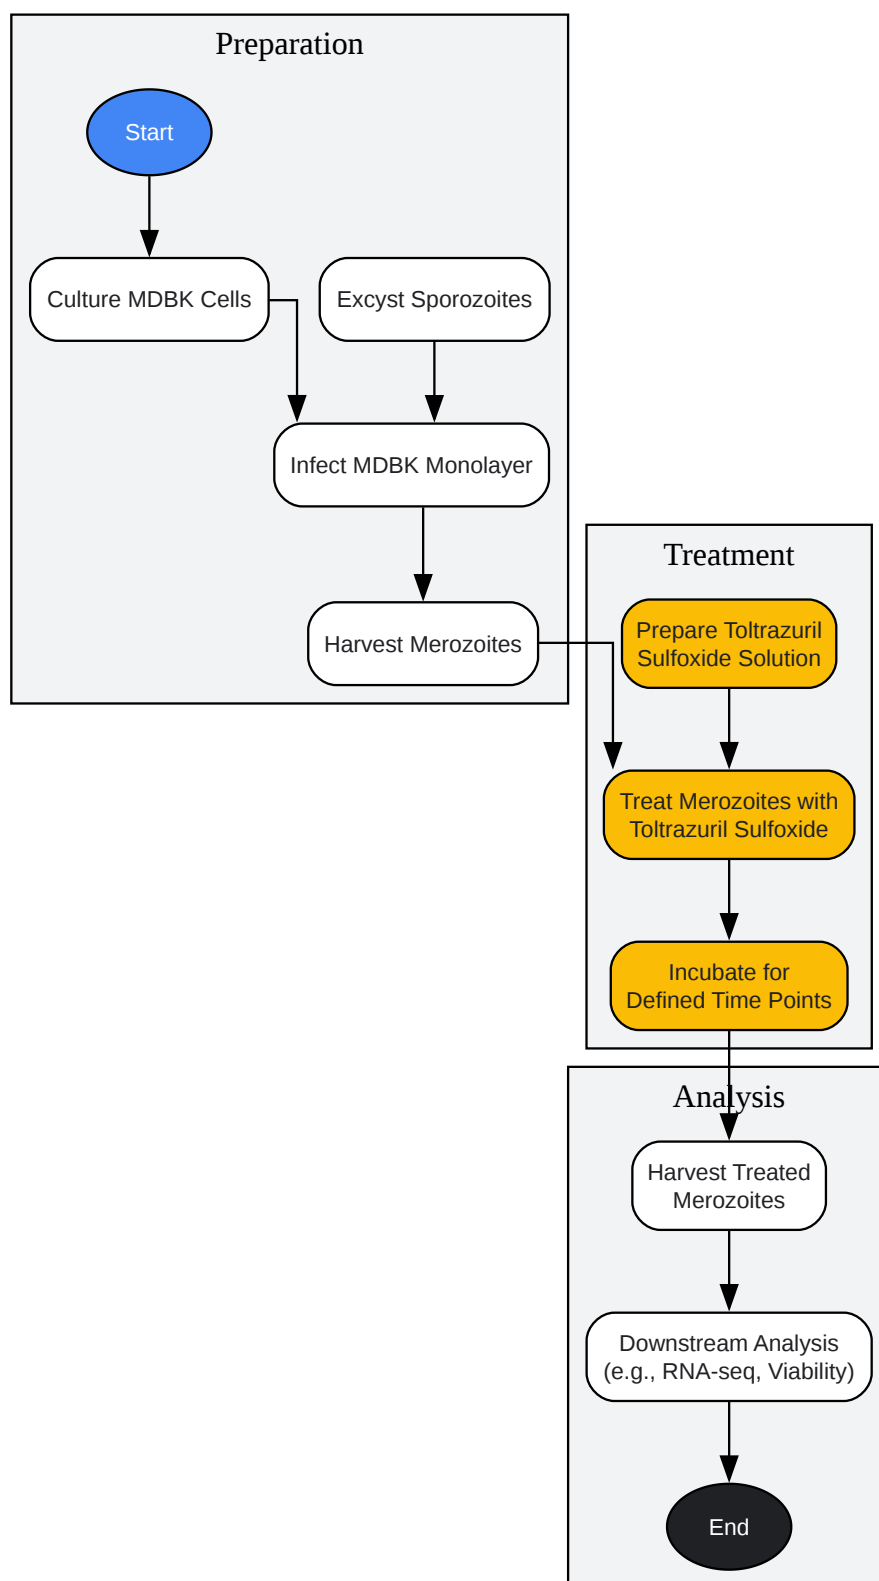 Preparation
Start
Culture MDBK Cells
Excyst Sporozoites
Infect MDBK Monolayer
Harvest Merozoites
Treatment
Prepare Toltrazuril
Sulfoxide Solution
Treat Merozoites with
Toltrazuril Sulfoxide
Incubate for
Defined Time Points
Analysis
Harvest Treated
Merozoites
Downstream Analysis
(e.g., RNA-seq, Viability)
End